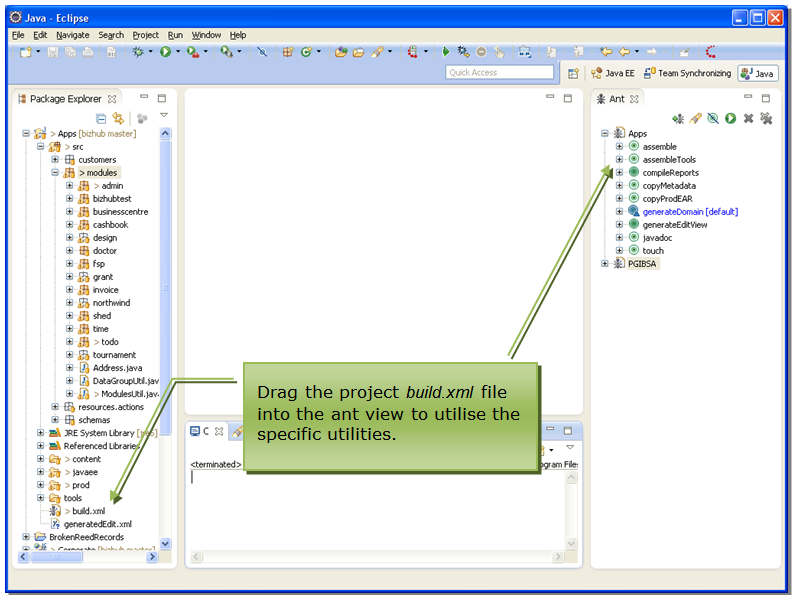 Java - Eclipse
File Edit Navigate Search Project Run Window Help
Quick Access
Java EE
Team Synchronizing
Java
Package Explorer
> Apps [bizhub master]
> src
customers
> modules
> admin
bizhubtest
businesscentre
cashbook
design
doctor
fsp
grant
invoice
northwind
shed
time
> todo
tournament
Address.java
DataGroupUtil.jav
> ModulesUtil.jav
resources.actions
schemas
JRE System Library
Referenced Libraries
> content
> javaee
> prod
tools
> build.xml
generatedEdit.xml
BrokenReedRecords
> Corporate [bizhub master]
Drag the project build.xml file
into the ant view to utilise the
specific utilities.
C
<terminated>
ogram Files
Ant
Apps
assemble
assembleTools
compileReports
copyMetadata
copyProdEAR
generateDomain [default]
generateEditView
javadoc
touch
PGIBSA